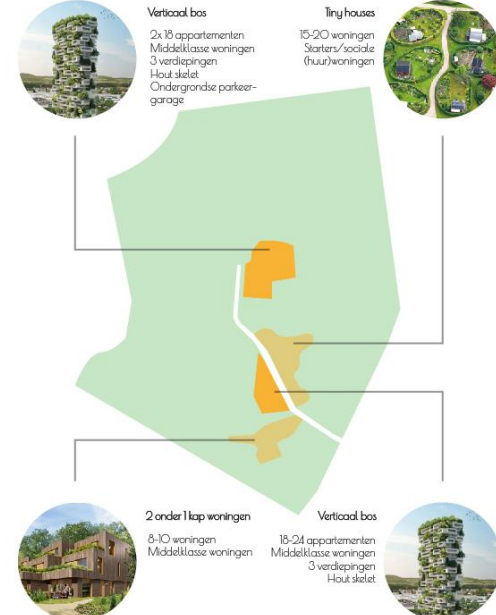 Verticaal bos
2x 18 appartementen
Middelklasse woningen
3 verdiepingen
Hout skelet
Ondergrondse parkeer-
garage
Tiny houses
15-20 woningen
Starters/sociale
(huur)woningen
2 onder 1 kap woningen
8-10 woningen
Middelklasse woningen
Verticaal bos
18-24 appartementen
Middelklasse woningen
3 verdiepingen
Hout skelet